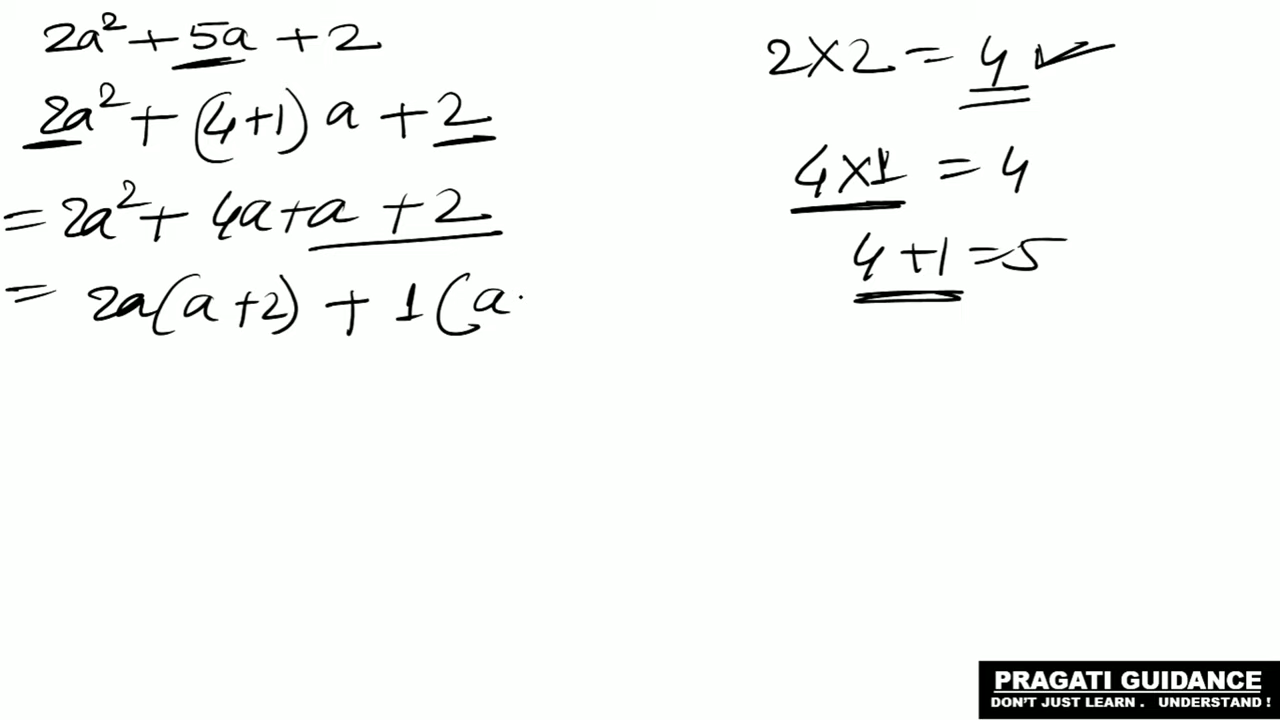 2a² + 5a + 2
2a² + (4+1) a + 2
= 2a² + 4a + a + 2
= 2a(a+2) + 1(a
2×2 = 4 ✓
4×1 = 4
4+1 = 5
PRAGATI GUIDANCE
DON'T JUST LEARN . UNDERSTAND !